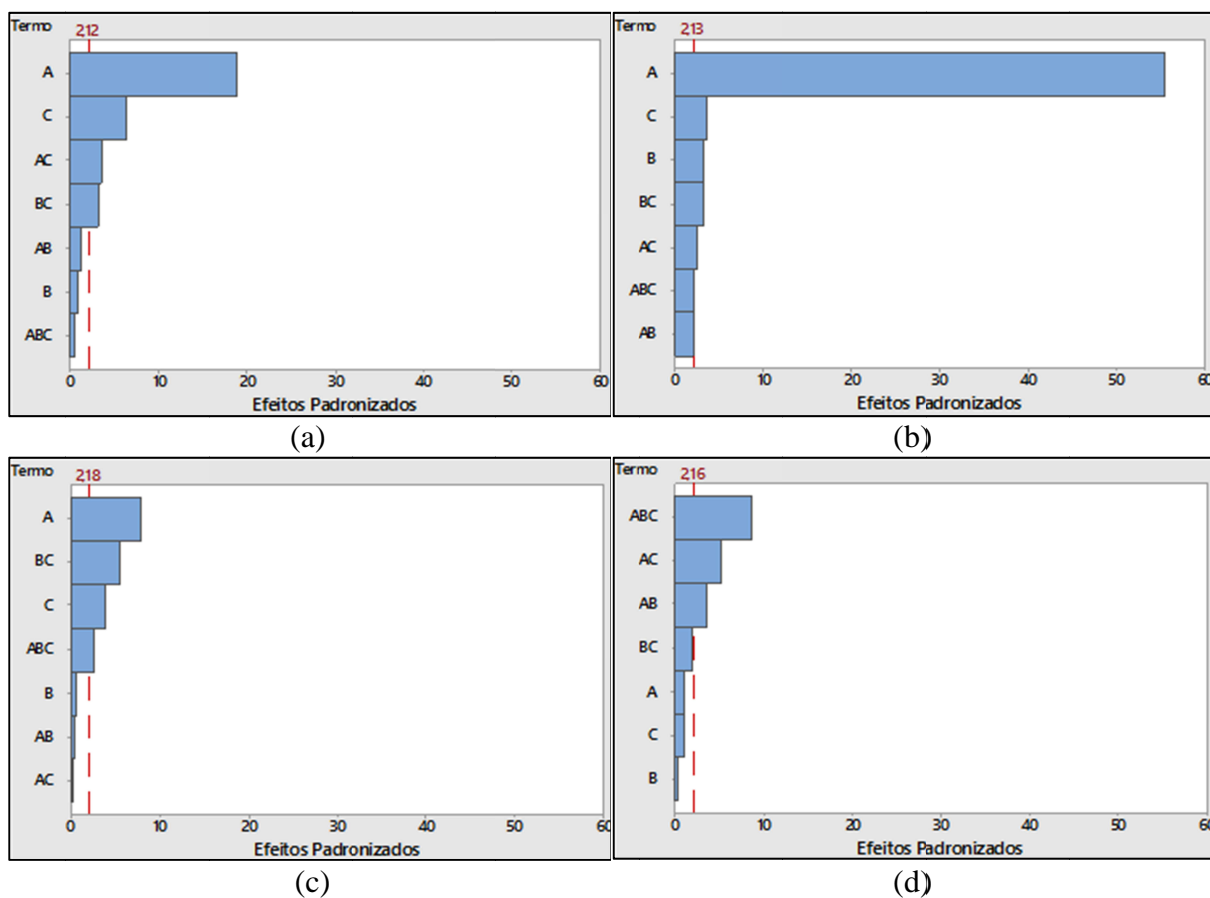 Termo
2,12
A
C
AC
BC
AB
B
ABC
0 10 20 30 40 50 60
Efeitos Padronizados
(a)
Termo
2,13
A
C
B
BC
AC
ABC
AB
0 10 20 30 40 50 60
Efeitos Padronizados
(b)
Termo
2,18
A
BC
C
ABC
B
AB
AC
0 10 20 30 40 50 60
Efeitos Padronizados
(c)
Termo
2,16
ABC
AC
AB
BC
A
C
B
0 10 20 30 40 50 60
Efeitos Padronizados
(d)